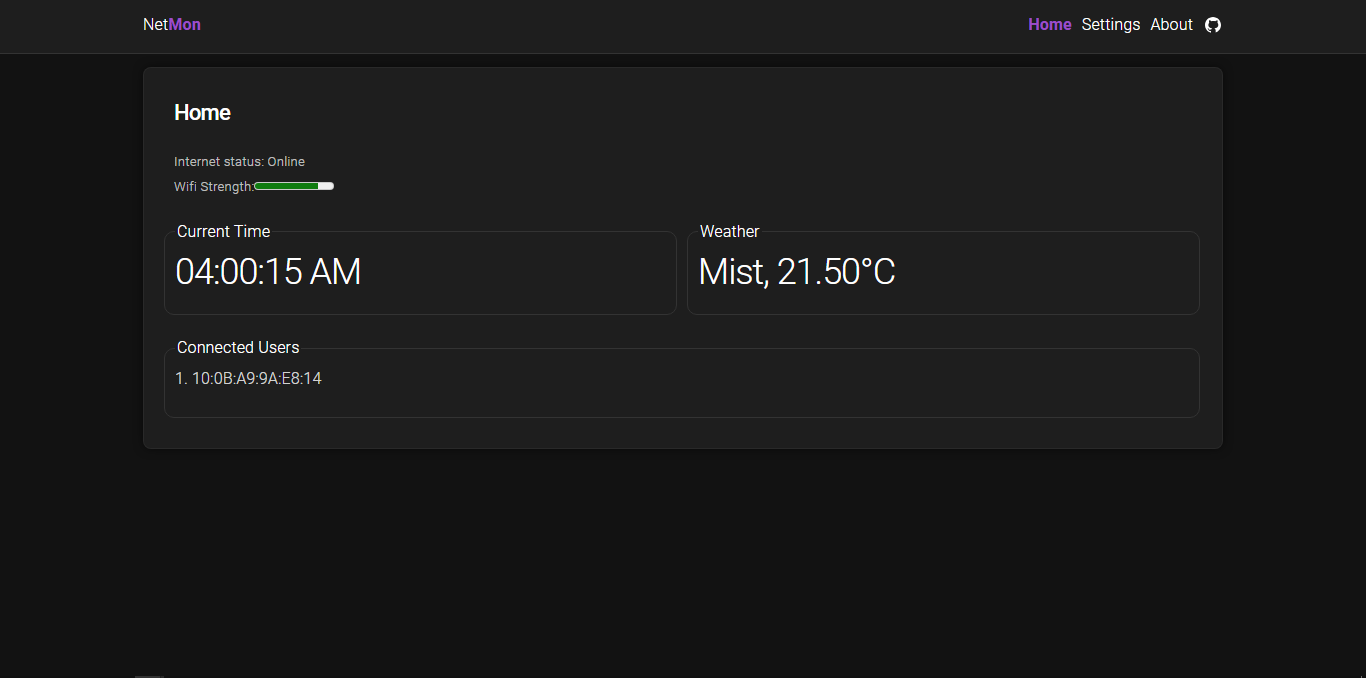 NetMon
Home Settings About
Home
Internet status: Online
Wifi Strength:
Current Time
04:00:15 AM
Weather
Mist, 21.50°C
Connected Users
1. 10:0B:A9:9A:E8:14